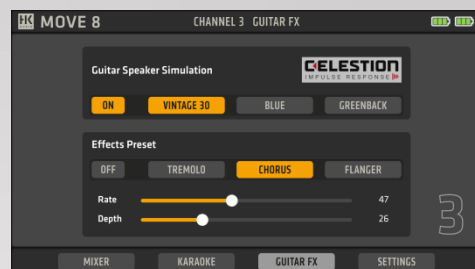 HK MOVE 8 CHANNEL 3 GUITAR FX
Guitar Speaker Simulation
CELESTION
IMPULSE RESPONSE
ON VINTAGE 30 BLUE GREENBACK
Effects Preset
OFF TREMOLO CHORUS FLANGER
Rate 47
Depth 26
3
MIXER KARAOKE GUITAR FX SETTINGS